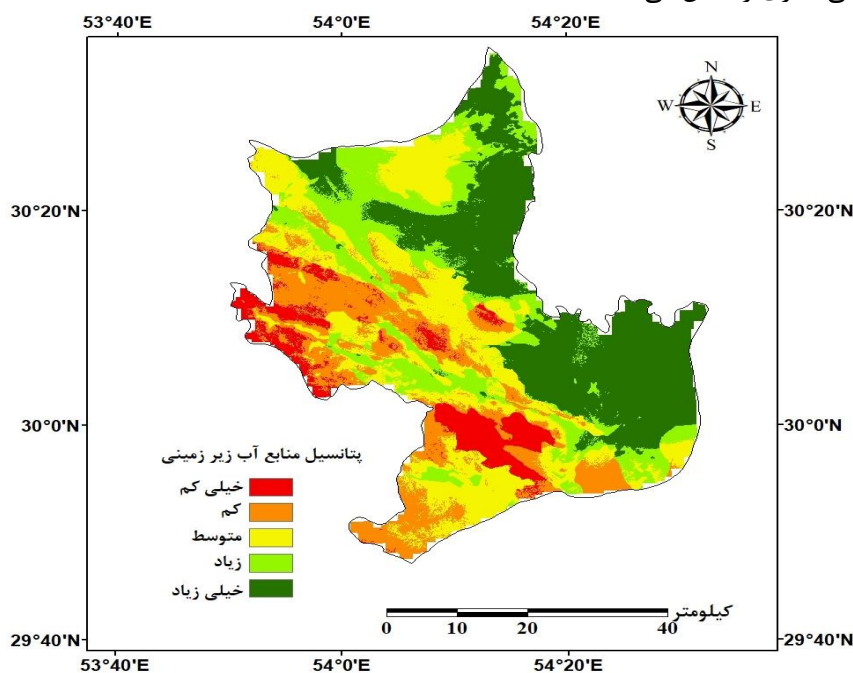 53°40'E 54°0'E 54°20'E
N
W E
S
30°20'N 30°20'N
30°0'N 30°0'N
پتانسیل منابع آب زیر زمینی
خیلی کم
کم
متوسط
زیاد
خیلی زیاد
کیلومتر
0 10 20 40
29°40'N 29°40'N
53°40'E 54°0'E 54°20'E